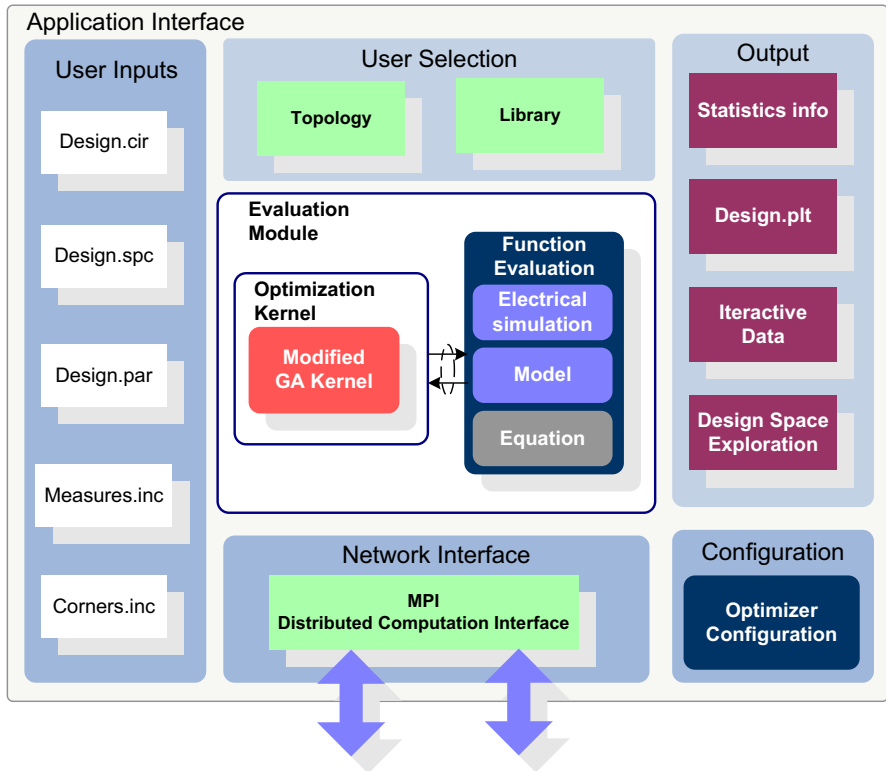 Application Interface
User Inputs
Design.cir
Design.spc
Design.par
Measures.inc
Corners.inc
User Selection
Topology
Library
Evaluation
Module
Optimization
Kernel
Modified
GA Kernel
Function
Evaluation
Electrical
simulation
Model
Equation
Network Interface
MPI
Distributed Computation Interface
Output
Statistics info
Design.plt
Iteractive
Data
Design Space
Exploration
Configuration
Optimizer
Configuration